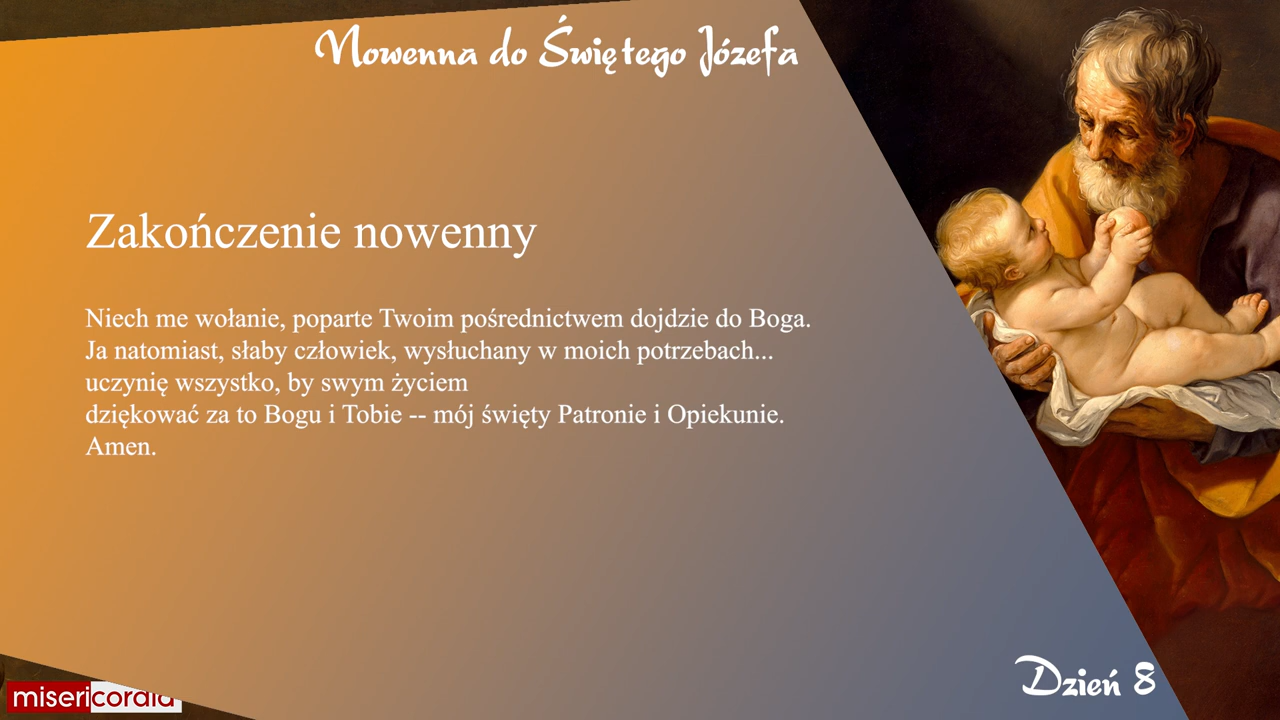 Nowenna do Świętego Józefa
Zakończenie nowenny
Niech me wołanie, poparte Twoim pośrednictwem dojdzie do Boga.
Ja natomiast, słaby człowiek, wysłuchany w moich potrzebach...
uczynię wszystko, by swym życiem
dziękować za to Bogu i Tobie -- mój święty Patronie i Opiekunie.
Amen.
Dzień 8
misericordia